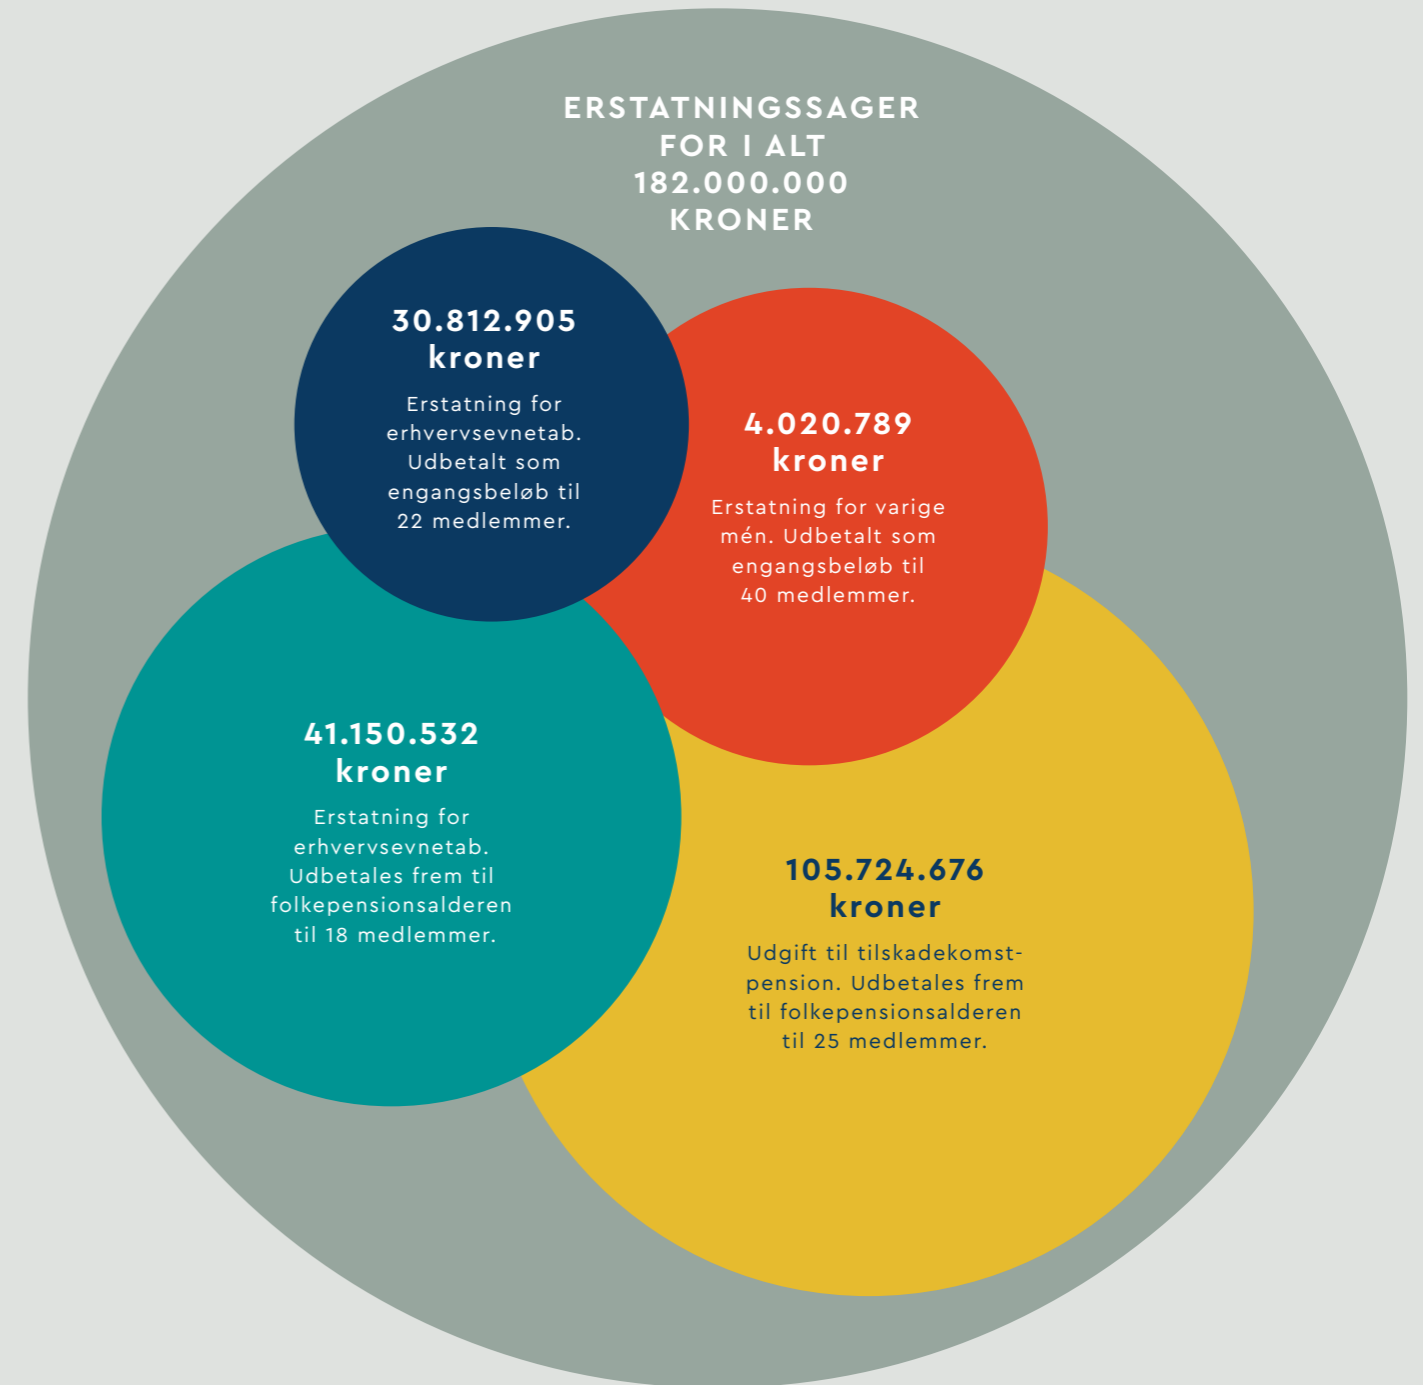 ERSTATNINGSSAGER
FOR I ALT
182.000.000
KRONER
30.812.905
kroner
Erstatning for
erhvervsevnetab.
Udbetalt som
engangsbeløb til
22 medlemmer.
4.020.789
kroner
Erstatning for varige
mén. Udbetalt som
engangsbeløb til
40 medlemmer.
41.150.532
kroner
Erstatning for
erhvervsevnetab.
Udbetales frem til
folkepensionsalderen
til 18 medlemmer.
105.724.676
kroner
Udgift til tilskadekomst-
pension. Udbetales frem
til folkepensionsalderen
til 25 medlemmer.